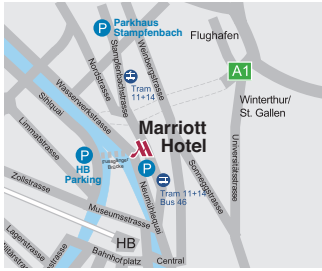 P
Parkhaus
Stampfenbach
Flughafen
Weinbergstrasse
Stampfenbachstrasse
Nordstrasse
A1
Wasserwerkstrasse
Tram
11+14
Winterthur/
St. Gallen
Sihlquai
Limmatstrasse
Marriott
Hotel
P
HB
Parking
P
Zollstrasse
Tram 11+14
Bus 46
Neumühlequai
Sonneggstrasse
Universitätstrasse
Museumsstrasse
Lagerstrasse
HB
Bahnhofplatz
Central